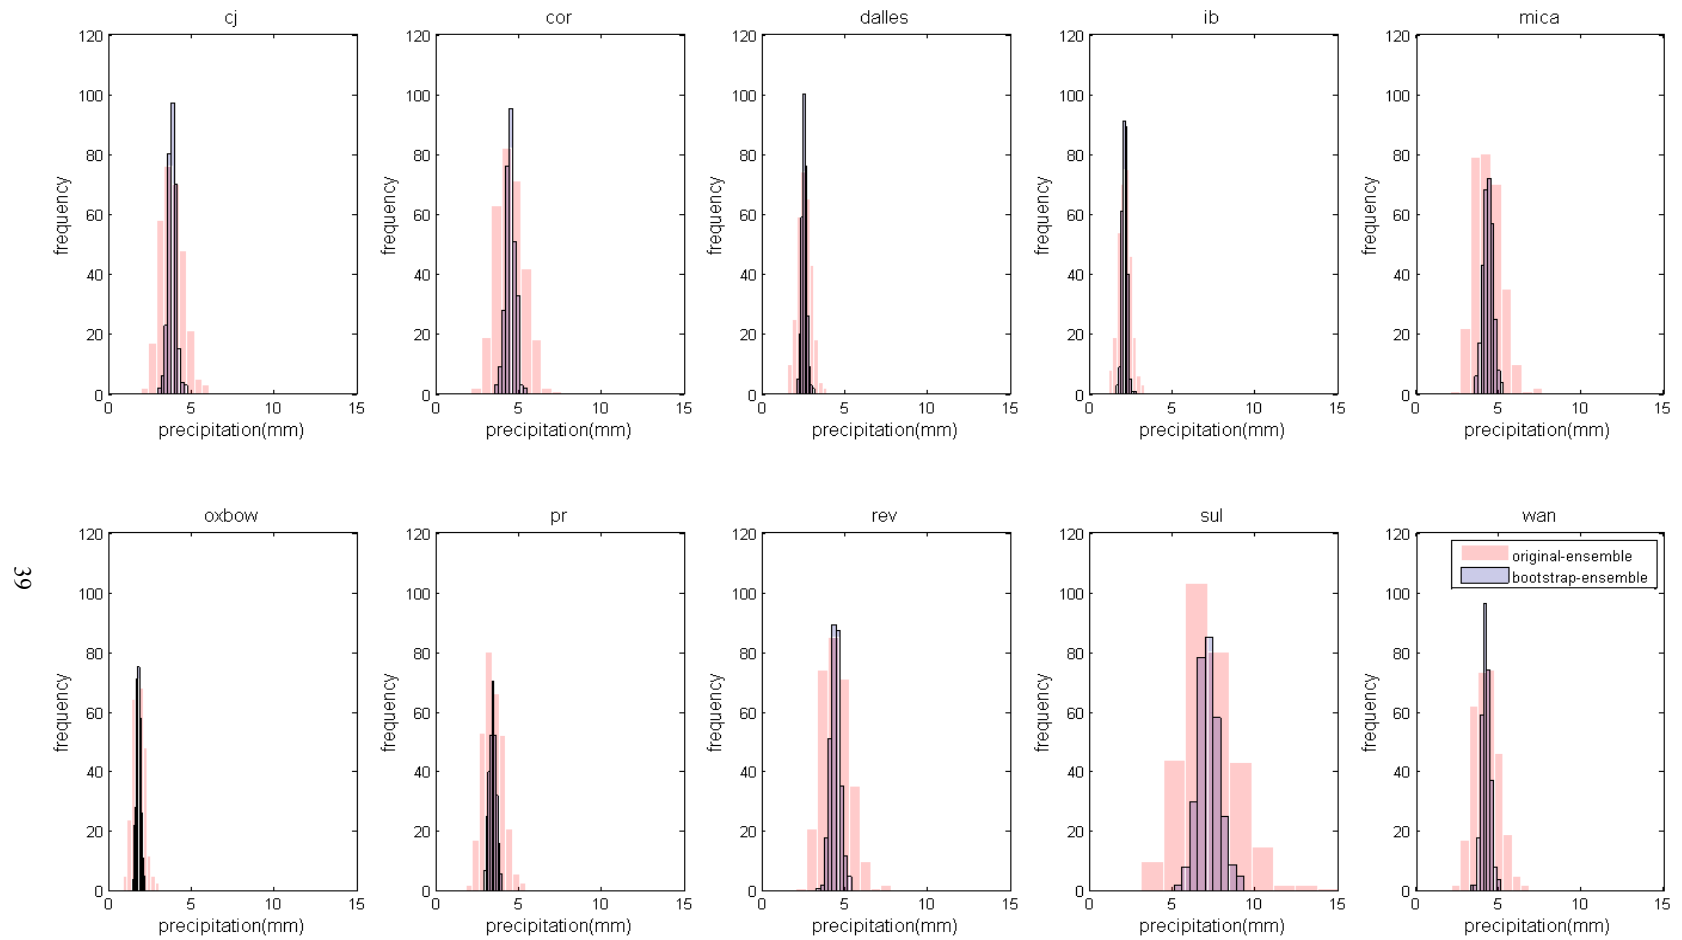 cj cor dalles ib mica
120 120 120 120 120
100 100 100 100 100
80 80 80 80 80
frequency frequency frequency frequency frequency
60 60 60 60 60
40 40 40 40 40
20 20 20 20 20
0 0 0 0 0
0 5 10 15 0 5 10 15 0 5 10 15 0 5 10 15 0 5 10 15
precipitation(mm) precipitation(mm) precipitation(mm) precipitation(mm) precipitation(mm)
oxbow pr rev sul wan
120 120 120 120 120
original-ensemble
bootstrap-ensemble
39
100 100 100 100 100
80 80 80 80 80
frequency frequency frequency frequency frequency
60 60 60 60 60
40 40 40 40 40
20 20 20 20 20
0 0 0 0 0
0 5 10 15 0 5 10 15 0 5 10 15 0 5 10 15 0 5 10 15
precipitation(mm) precipitation(mm) precipitation(mm) precipitation(mm) precipitation(mm)